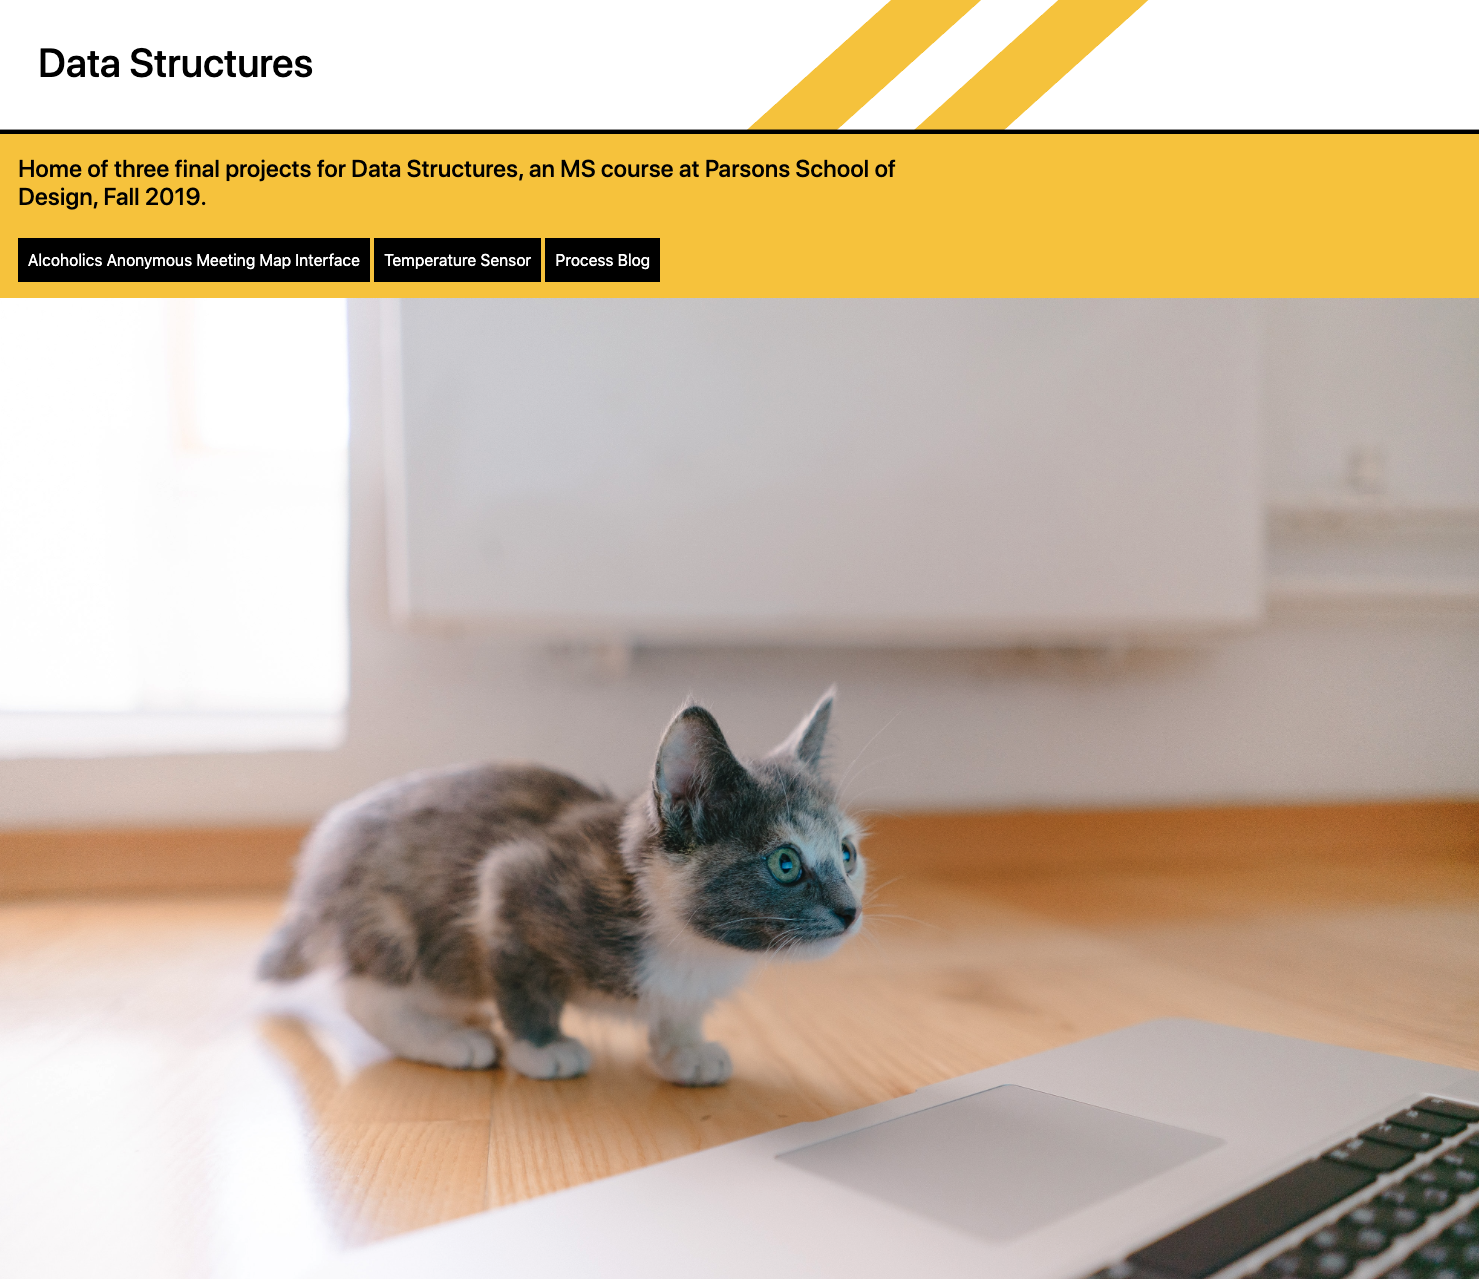 Data Structures
Home of three final projects for Data Structures, an MS course at Parsons School of
Design, Fall 2019.
Alcoholics Anonymous Meeting Map Interface
Temperature Sensor
Process Blog